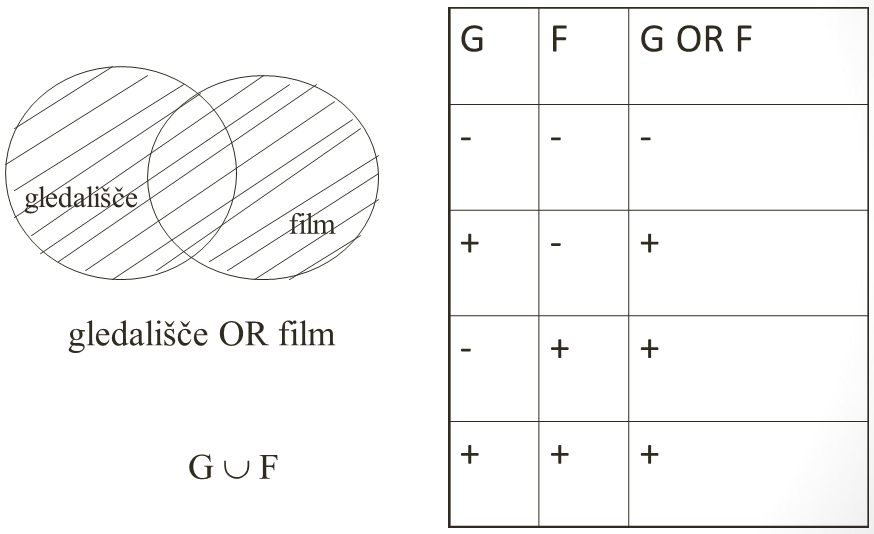 gledališče
film
gledališče OR film
G ∪ F
G F G OR F
- - -
+ - +
- + +
+ + +